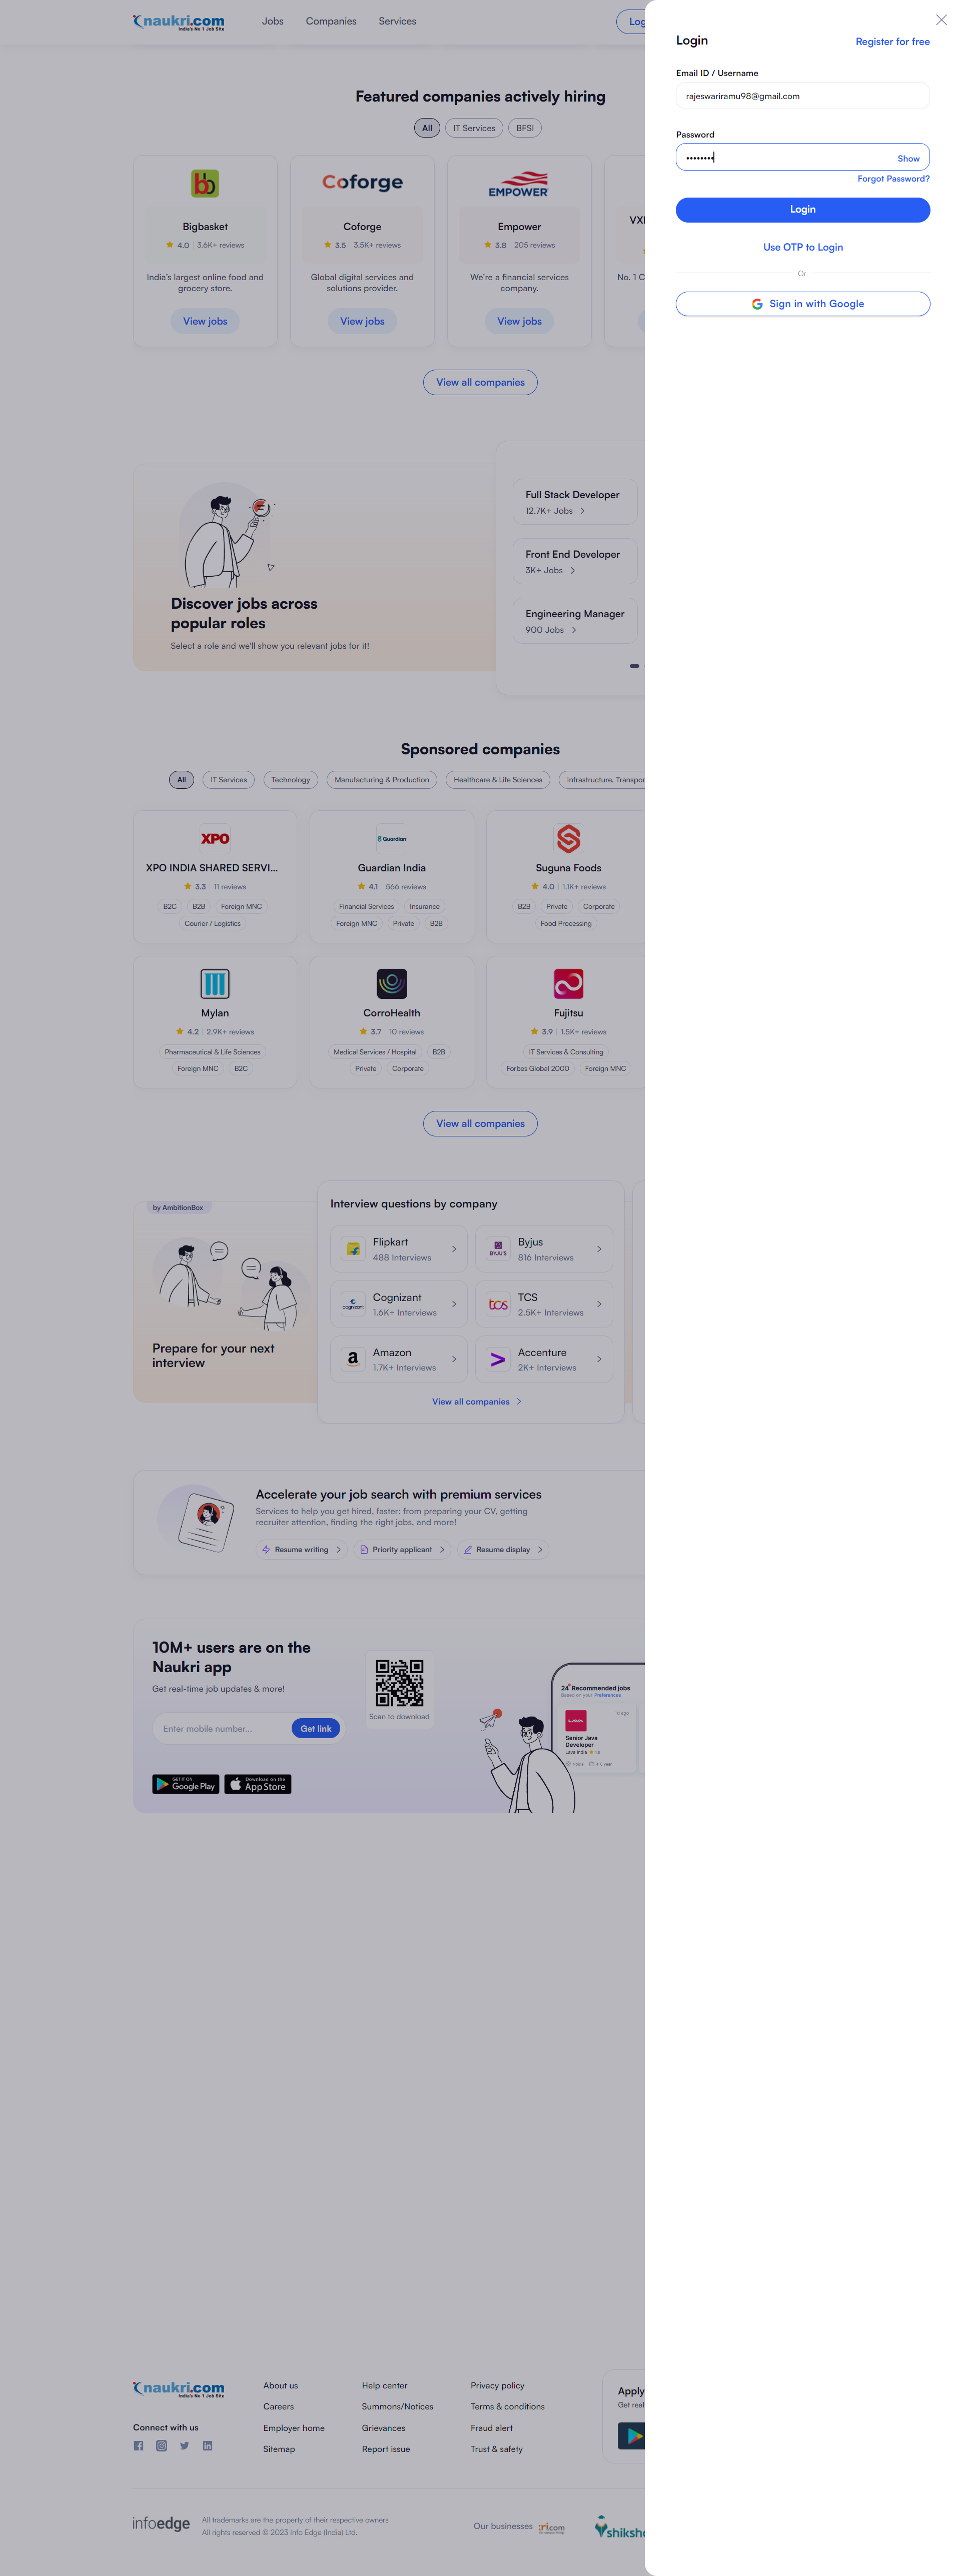 naukri.com
India's No 1 Job Site
Jobs
Companies
Services
Log
Login
Register for free
Email ID / Username
rajeswariramu98@gmail.com
Password
••••••••
Show
Forgot Password?
Login
Use OTP to Login
Or
Sign in with Google
Featured companies actively hiring
All
IT Services
BFSI
bb
Bigbasket
4.0 3.6K+ reviews
India's largest online food and
grocery store.
View jobs
Coforge
Coforge
3.5 3.5K+ reviews
Global digital services and
solutions provider.
View jobs
EMPOWER
Empower
3.8 205 reviews
We're a financial services
company.
View jobs
No. 1 C
View all companies
Discover jobs across
popular roles
Select a role and we'll show you relevant jobs for it!
Full Stack Developer
12.7K+ Jobs
Front End Developer
3K+ Jobs
Engineering Manager
900 Jobs
Sponsored companies
All
IT Services
Technology
Manufacturing & Production
Healthcare & Life Sciences
Infrastructure, Transpor
XPO
XPO INDIA SHARED SERVI...
3.3 | 11 reviews
B2C
B2B
Foreign MNC
Courier / Logistics
Guardian
Guardian India
4.1 | 566 reviews
Financial Services
Insurance
Foreign MNC
Private
B2B
Suguna Foods
4.0 | 1.1K+ reviews
B2B
Private
Corporate
Food Processing
Mylan
4.2 | 2.9K+ reviews
Pharmaceutical & Life Sciences
Foreign MNC
B2C
CorroHealth
3.7 | 10 reviews
Medical Services / Hospital
B2B
Private
Corporate
Fujitsu
3.9 | 1.5K+ reviews
IT Services & Consulting
Forbes Global 2000
Foreign MNC
View all companies
by AmbitionBox
Prepare for your next
interview
Interview questions by company
Flipkart
488 Interviews
BYJU'S
Byjus
816 Interviews
cognizant
Cognizant
1.6K+ Interviews
tcs
TCS
2.5K+ Interviews
a
Amazon
1.7K+ Interviews
Accenture
2K+ Interviews
View all companies
Accelerate your job search with premium services
Services to help you get hired, faster: from preparing your CV, getting
recruiter attention, finding the right jobs, and more!
Resume writing
Priority applicant
Resume display
10M+ users are on the
Naukri app
Get real-time job updates & more!
Enter mobile number...
Get link
Scan to download
GET IT ON
Google Play
Download on the
App Store
24 Recommended jobs
Based on your Preferences
LAVA
1d ago
Senior Java
Developer
Lava India
naukri.com
India's No 1 Job Site
Connect with us
About us
Careers
Employer home
Sitemap
Help center
Summons/Notices
Grievances
Report issue
Privacy policy
Terms & conditions
Fraud alert
Trust & safety
Apply
Get real
infoedge
All trademarks are the property of their respective owners
All rights reserved © 2023 Info Edge (India) Ltd.
Our businesses